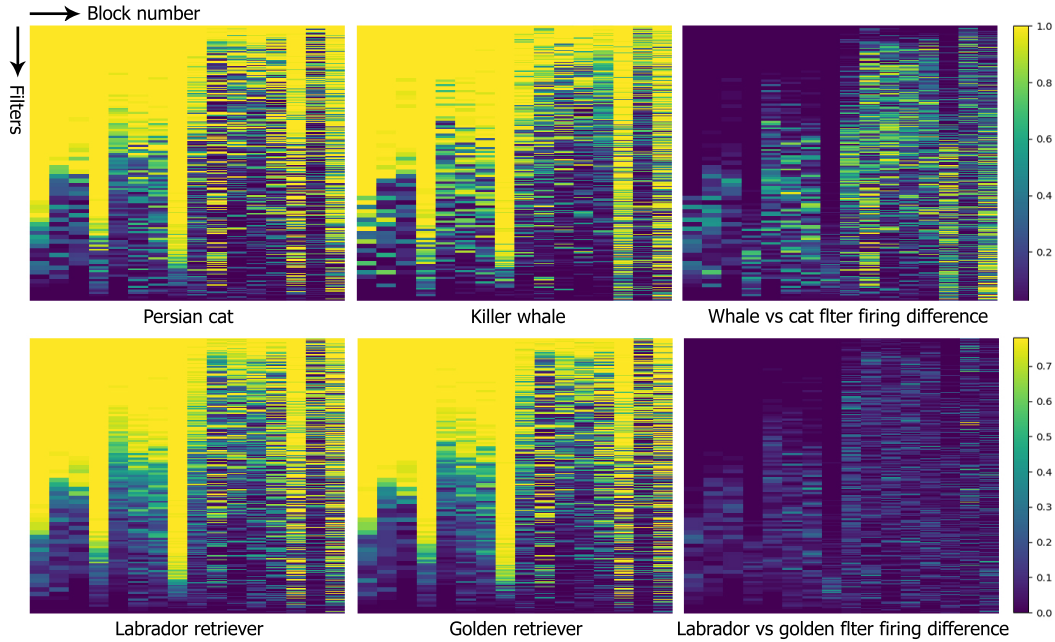 Block number
Filters
Persian cat
Killer whale
Whale vs cat flter firing difference
1.0
0.8
0.6
0.4
0.2
Labrador retriever
Golden retriever
Labrador vs golden flter firing difference
0.7
0.6
0.5
0.4
0.3
0.2
0.1
0.0